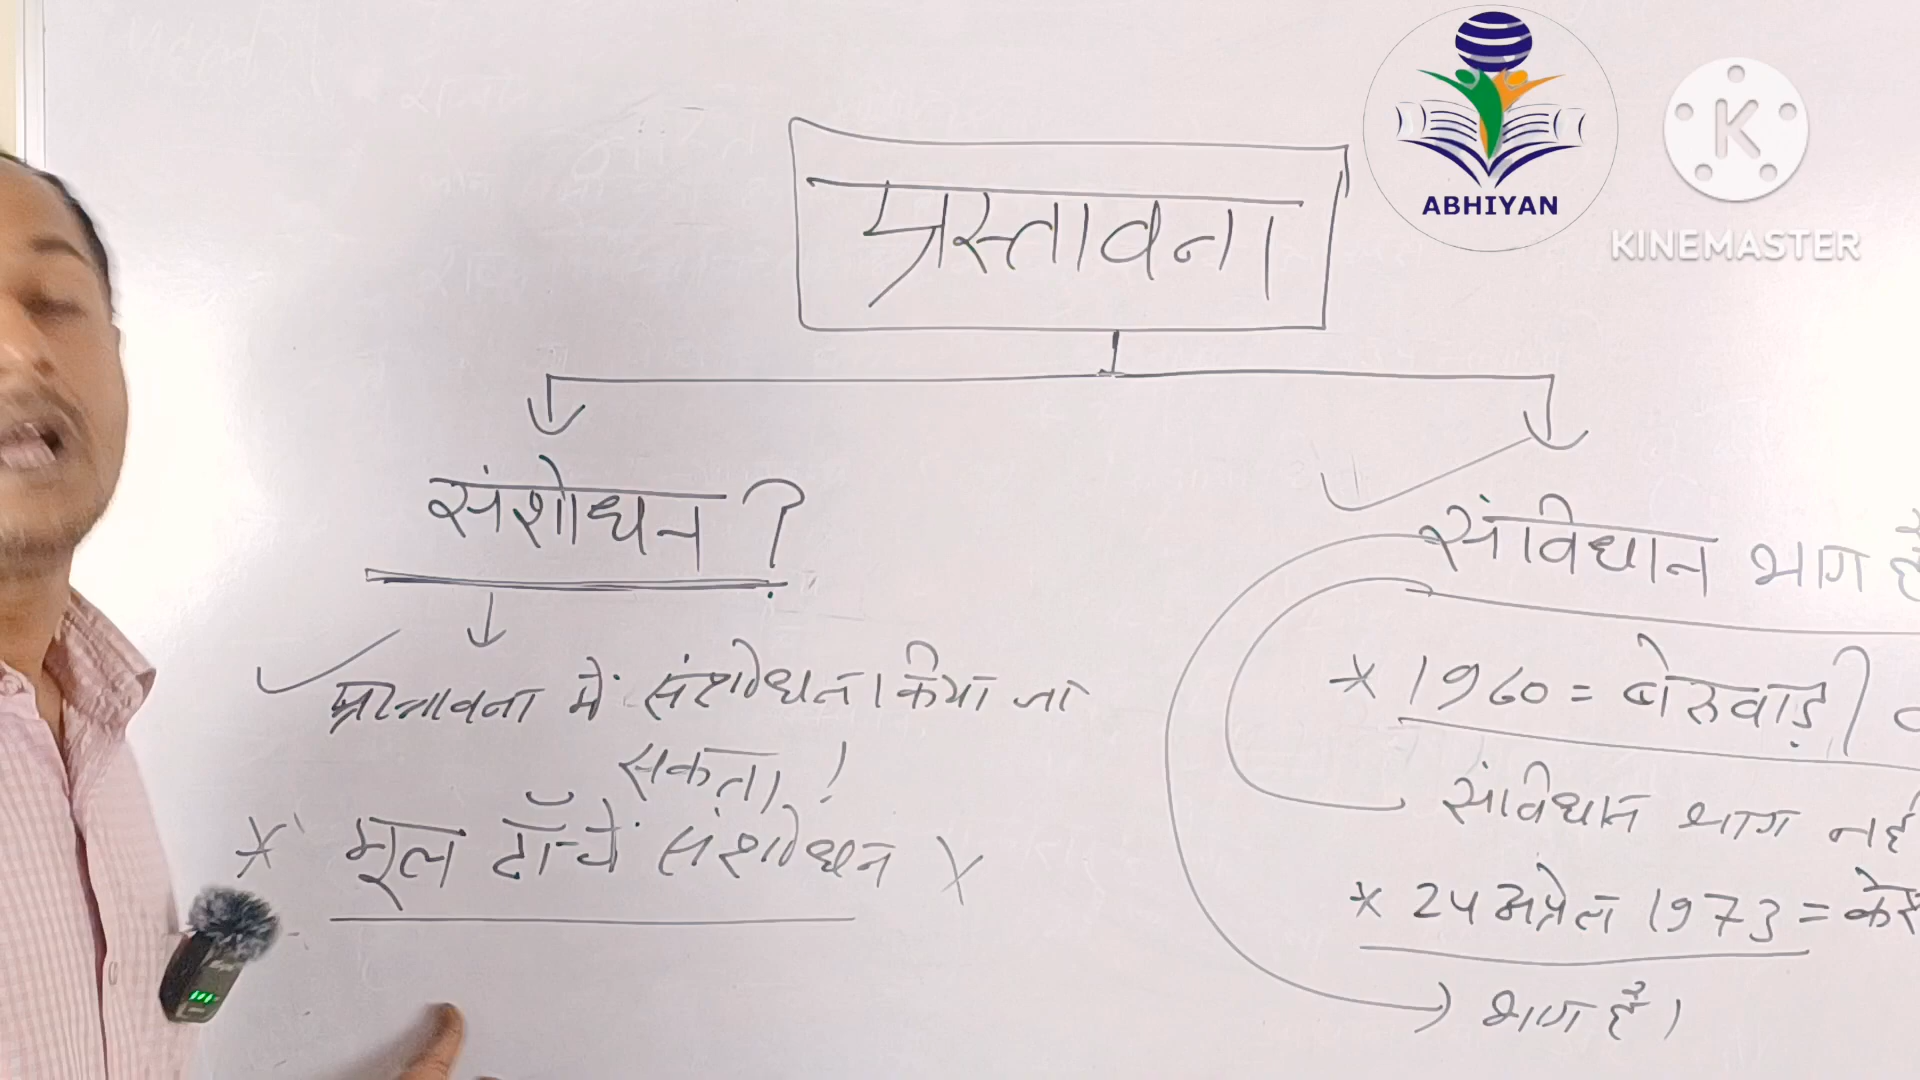 ABHIYAN
KINEMASTER
प्रस्तावना
संशोधन ?
प्रस्तावना में संशोधन किया जा
सकता !
* मूल ढाँचे संशोधन X
संविधान भाग है
* 1960 = बेरुवाड़ी
संविधान भाग नही
* 24 अप्रैल 1973 = केस
भाग है।